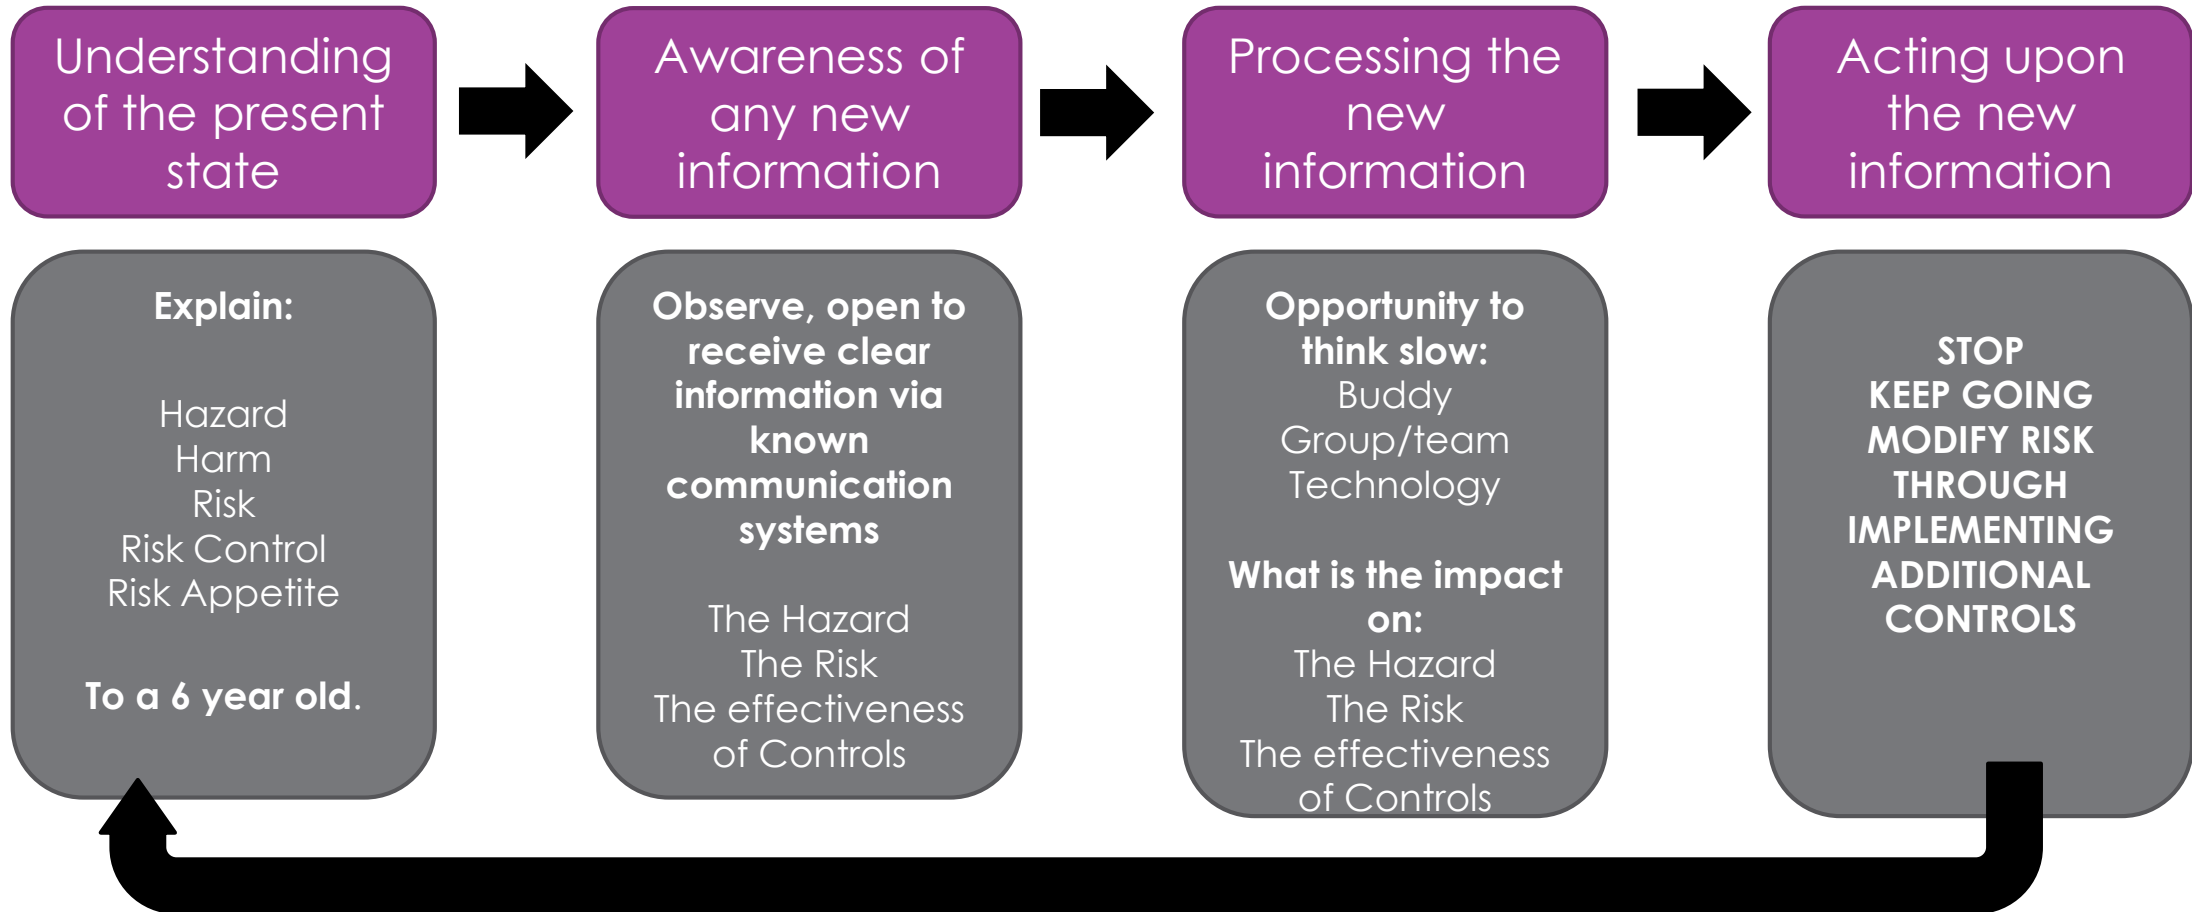 Understanding
of the present
state
Awareness of
any new
information
Processing the
new
information
Acting upon
the new
information
Explain:
Hazard
Harm
Risk
Risk Control
Risk Appetite
To a 6 year old.
Observe, open to
receive clear
information via
known
communication
systems
The Hazard
The Risk
The effectiveness
of Controls
Opportunity to
think slow:
Buddy
Group/team
Technology
What is the impact
on:
The Hazard
The Risk
The effectiveness
of Controls
STOP
KEEP GOING
MODIFY RISK
THROUGH
IMPLEMENTING
ADDITIONAL
CONTROLS